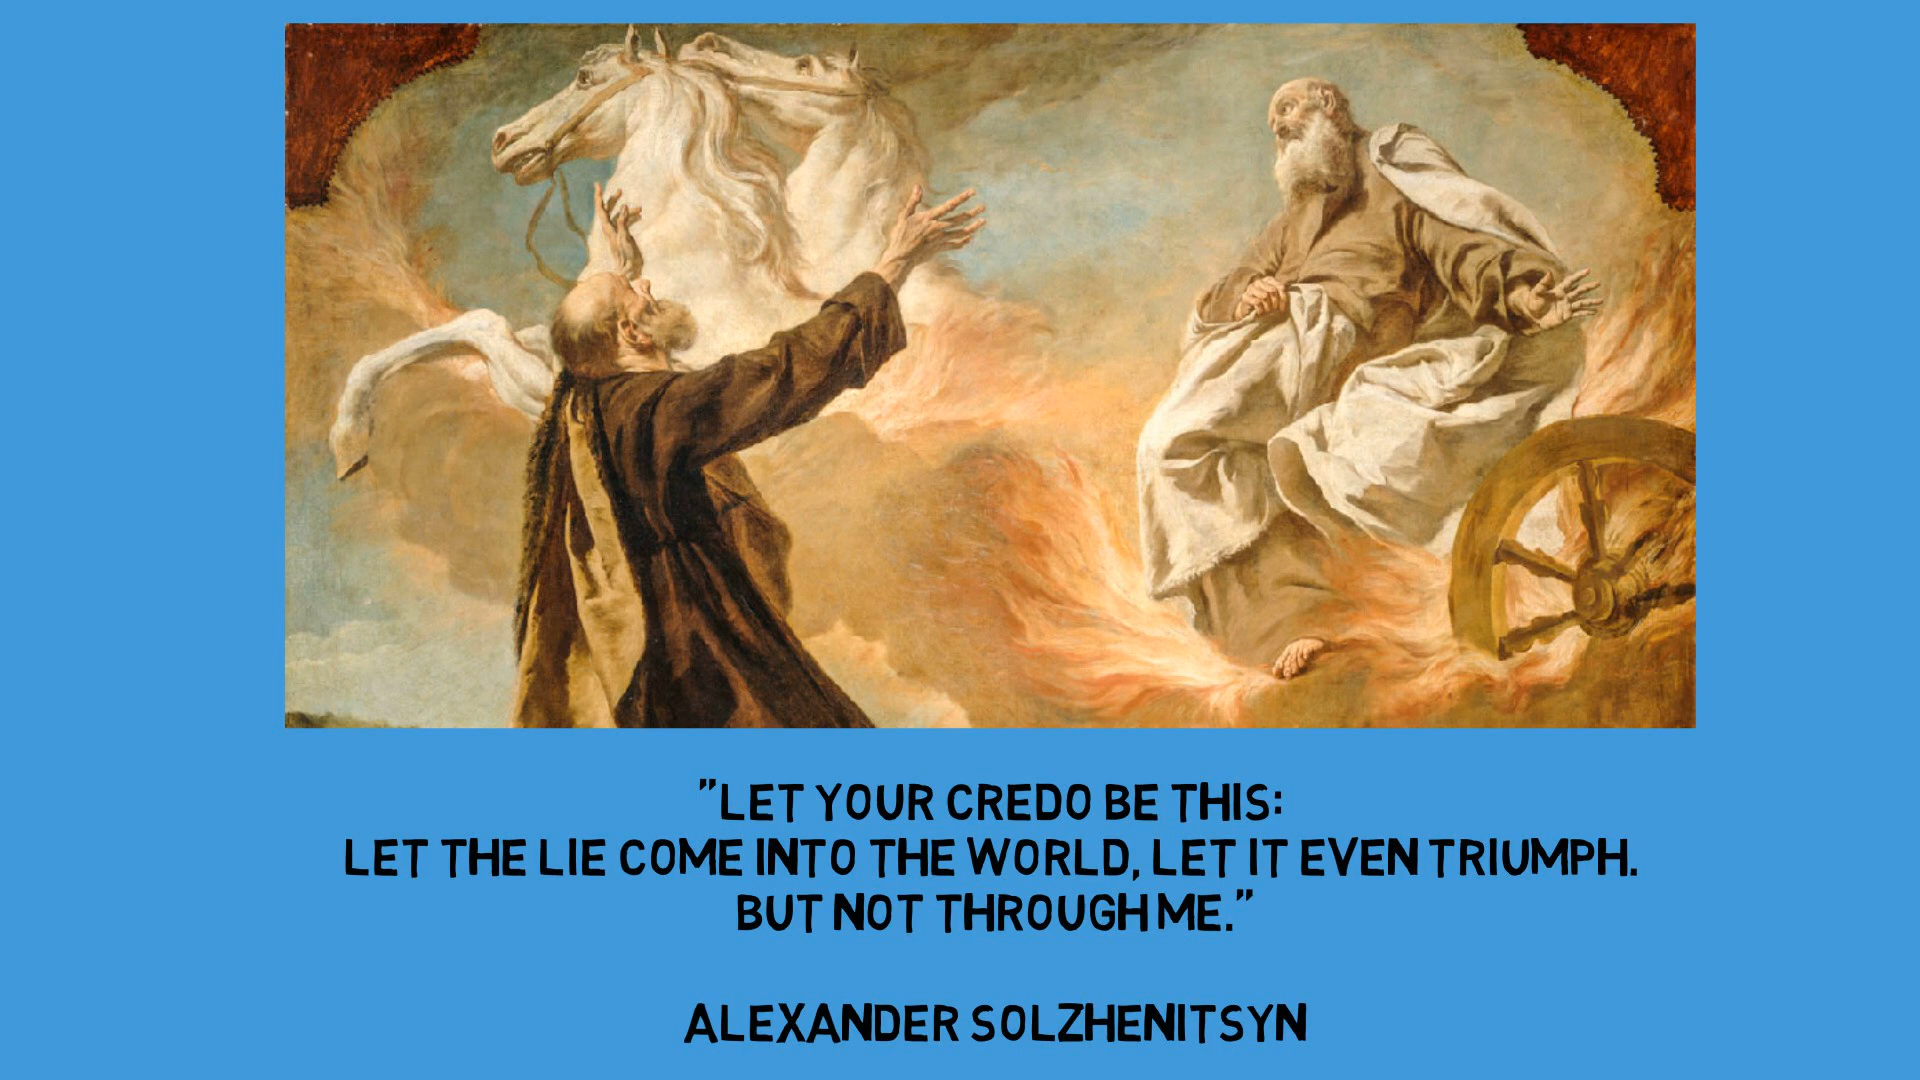 "LET YOUR CREDO BE THIS:
LET THE LIE COME INTO THE WORLD, LET IT EVEN TRIUMPH.
BUT NOT THROUGH ME."
ALEXANDER SOLZHENITSYN